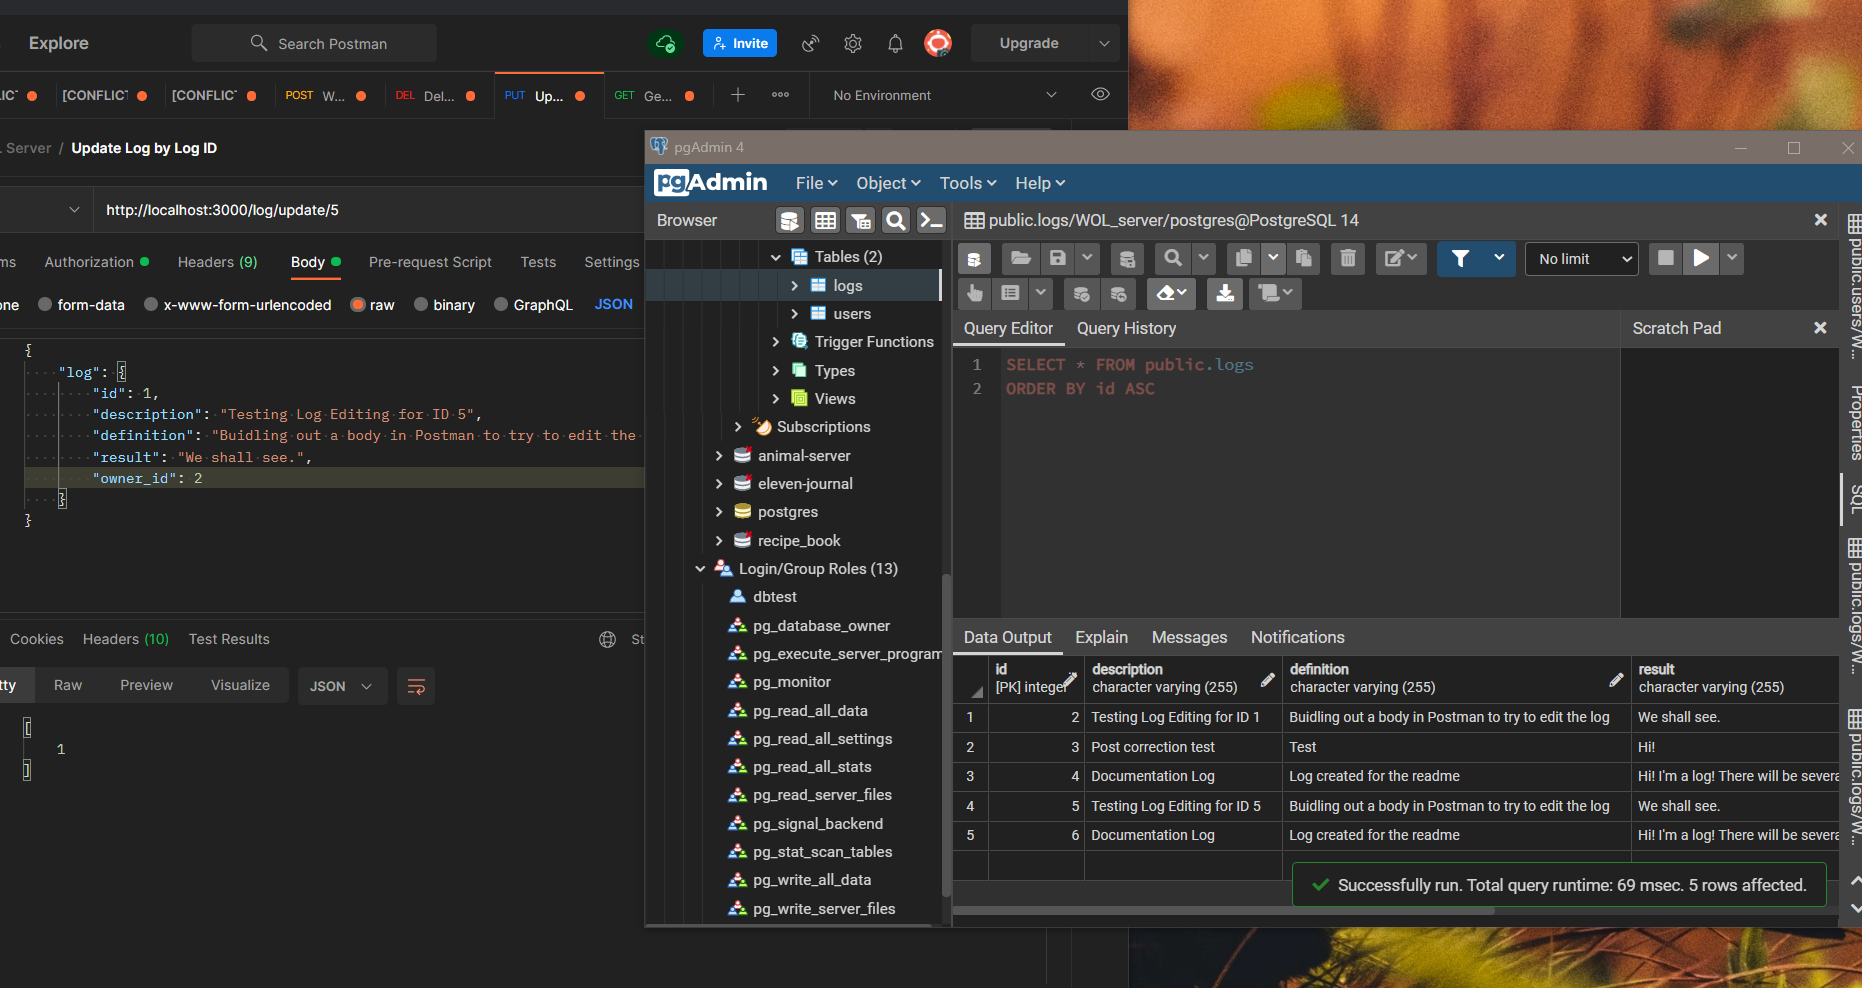 Explore
Search Postman
Invite
Upgrade
[CONFLICT
[CONFLICT
POST W...
DEL Del...
PUT Up...
GET Ge...
No Environment
Server / Update Log by Log ID
http://localhost:3000/log/update/5
Authorization
Headers (9)
Body
Pre-request Script
Tests
Settings
form-data
x-www-form-urlencoded
raw
binary
GraphQL
JSON
{
"log": {
"id": 1,
"description": "Testing Log Editing for ID 5",
"definition": "Buidling out a body in Postman to try to edit the
"result": "We shall see.",
"owner_id": 2
}
}
Cookies
Headers (10)
Test Results
Raw
Preview
Visualize
JSON
[
1
]
pgAdmin 4
pgAdmin
File
Object
Tools
Help
Browser
Tables (2)
logs
users
Trigger Functions
Types
Views
Subscriptions
animal-server
eleven-journal
postgres
recipe_book
Login/Group Roles (13)
dbtest
pg_database_owner
pg_execute_server_program
pg_monitor
pg_read_all_data
pg_read_all_settings
pg_read_all_stats
pg_read_server_files
pg_signal_backend
pg_stat_scan_tables
pg_write_all_data
pg_write_server_files
public.logs/WOL_server/postgres@PostgreSQL 14
No limit
Query Editor
Query History
Scratch Pad
1 SELECT * FROM public.logs
2 ORDER BY id ASC
Data Output
Explain
Messages
Notifications
id
[PK] integer
description
character varying (255)
definition
character varying (255)
result
character varying (255)
1 2 Testing Log Editing for ID 1 Buidling out a body in Postman to try to edit the log We shall see.
2 3 Post correction test Test Hi!
3 4 Documentation Log Log created for the readme Hi! I'm a log! There will be severa
4 5 Testing Log Editing for ID 5 Buidling out a body in Postman to try to edit the log We shall see.
5 6 Documentation Log Log created for the readme Hi! I'm a log! There will be severa
Successfully run. Total query runtime: 69 msec. 5 rows affected.
public.users/W...
Properties
SQL
public.logs/W...
public.logs/W...